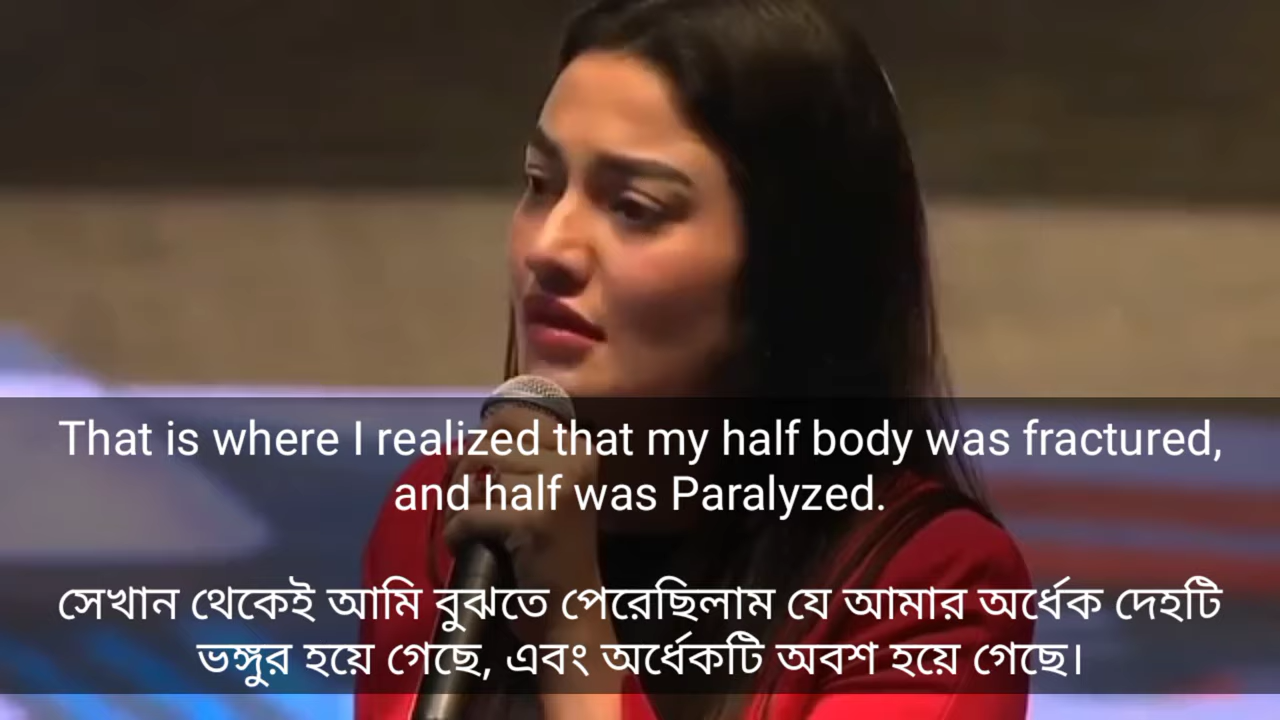 That is where I realized that my half body was fractured,
and half was Paralyzed.
সেখান থেকেই আমি বুঝতে পেরেছিলাম যে আমার অর্ধেক দেহটি
ভঙ্গুর হয়ে গেছে, এবং অর্ধেকটি অবশ হয়ে গেছে।